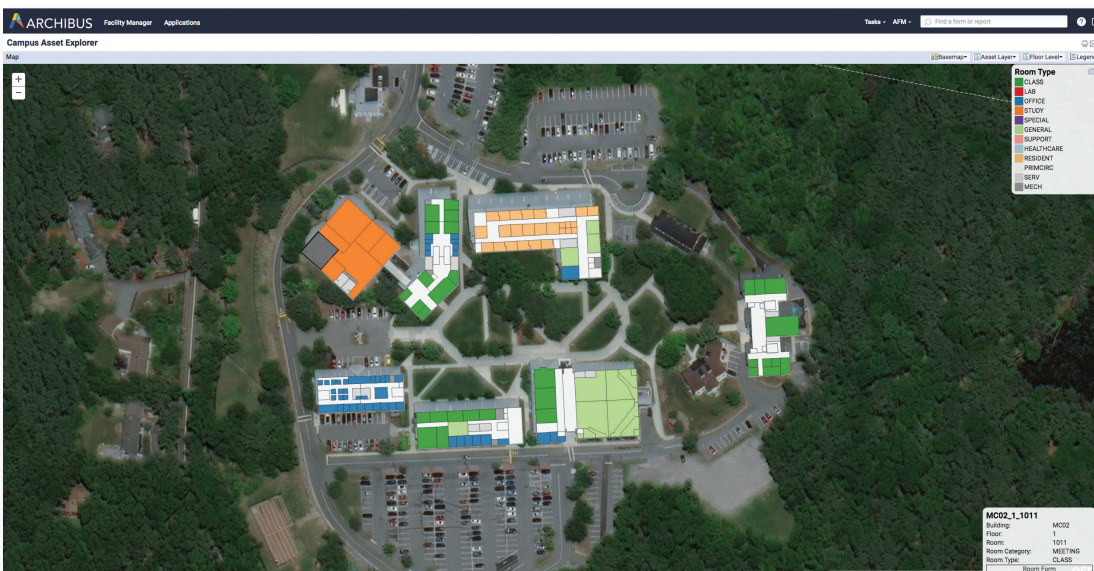 ARCHIBUS Facility Manager Applications Tasks AFM Find a form or report ?
Campus Asset Explorer
Map Basemap Asset Layer Floor Level Legend
+
−
Room Type
CLASS
LAB
OFFICE
STUDY
SPECIAL
GENERAL
SUPPORT
HEALTHCARE
RESIDENT
PRIMCIRC
SERV
MECH
MC02_1_1011
Building: MC02
Floor: 1
Room: 1011
Room Category: MEETING
Room Type: CLASS
Room Form